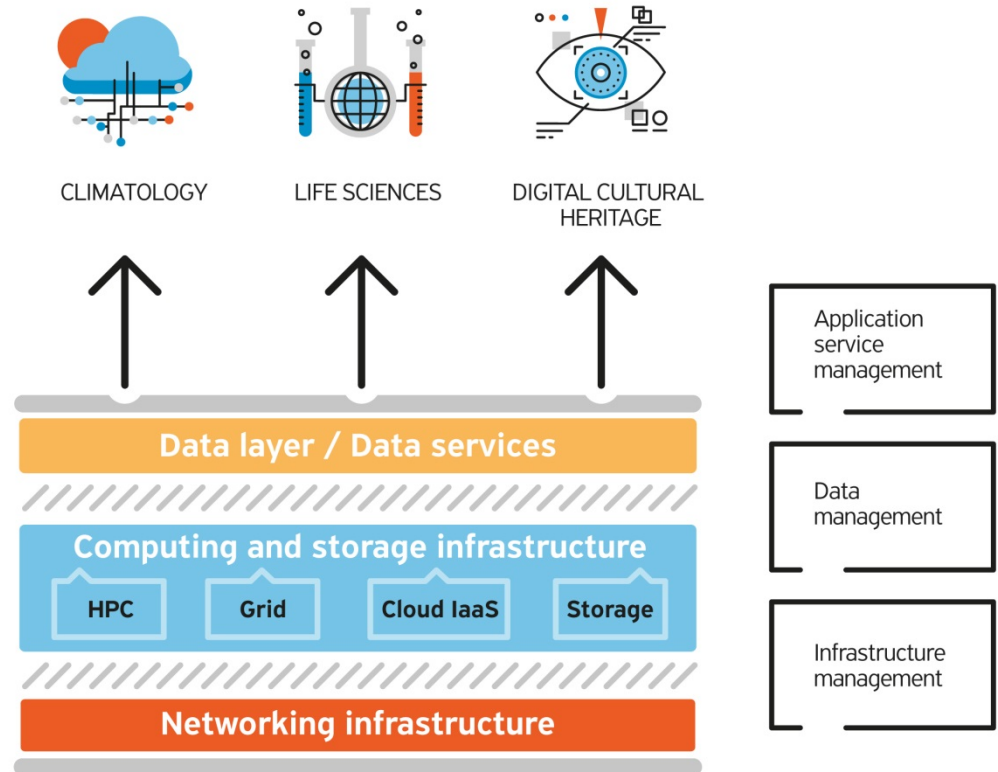 CLIMATOLOGY
LIFE SCIENCES
DIGITAL CULTURAL
HERITAGE
Application
service
management
Data layer / Data services
Data
management
Computing and storage infrastructure
HPC
Grid
Cloud IaaS
Storage
Infrastructure
management
Networking infrastructure